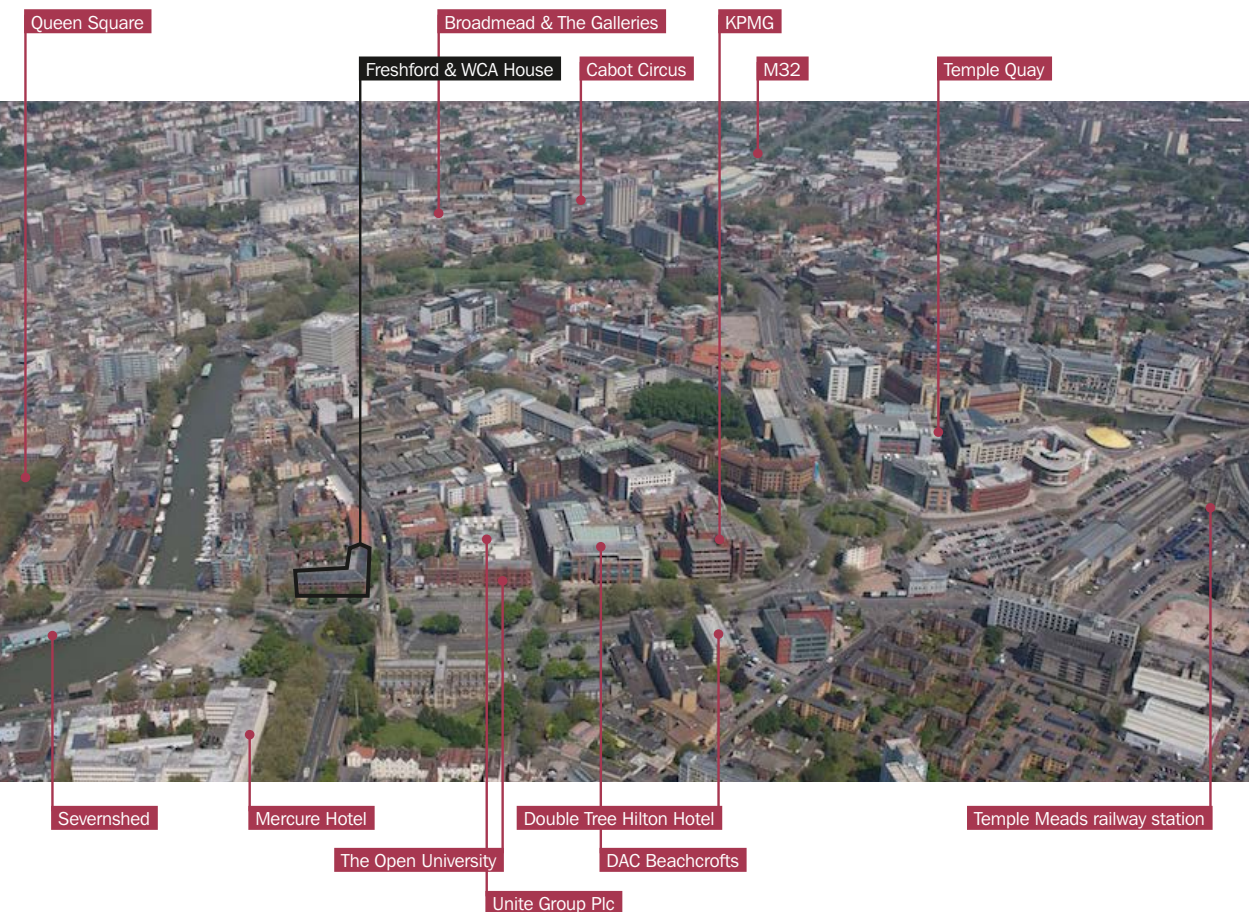 Queen Square
Broadmead & The Galleries
KPMG
Freshford & WCA House
Cabot Circus
M32
Temple Quay
Severnshed
Mercure Hotel
Double Tree Hilton Hotel
Temple Meads railway station
The Open University
DAC Beachcrofts
Unite Group Plc